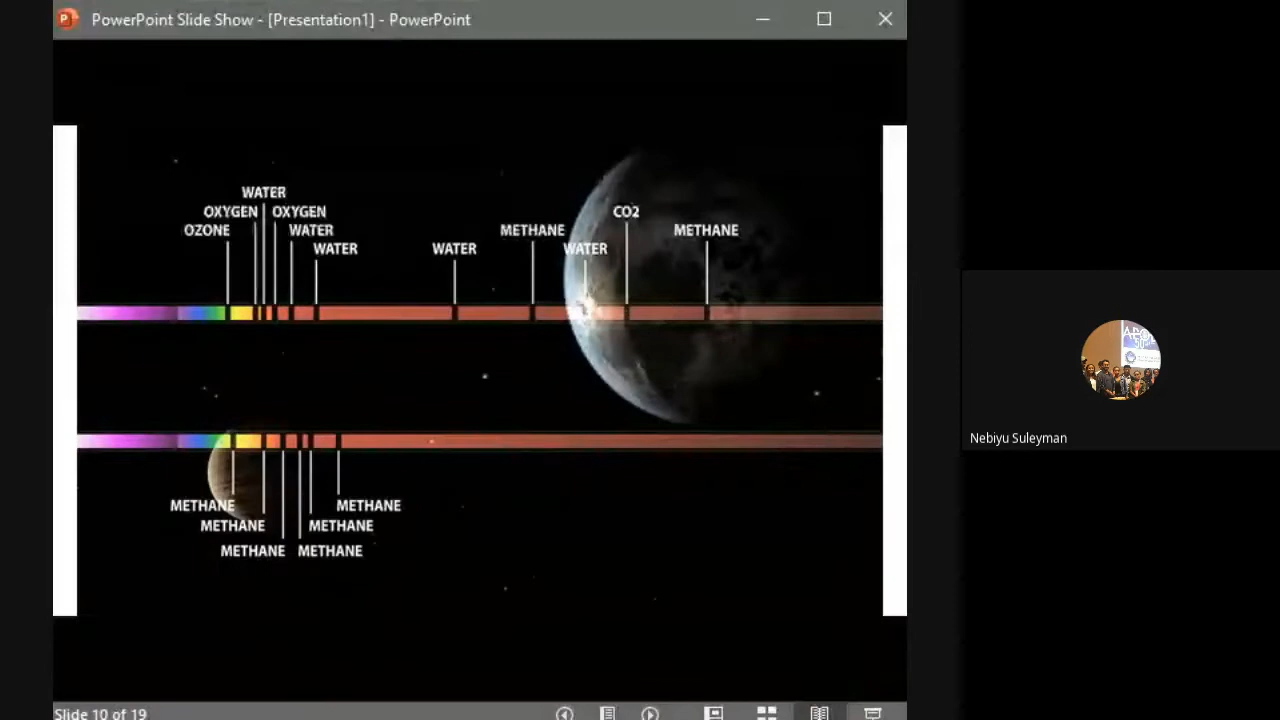 PowerPoint Slide Show - [Presentation1] - PowerPoint
WATER
OXYGEN OXYGEN
OZONE WATER METHANE CO2 METHANE
WATER WATER WATER
METHANE METHANE
METHANE METHANE
METHANE METHANE
Nebiyu Suleyman
Slide 10 of 19